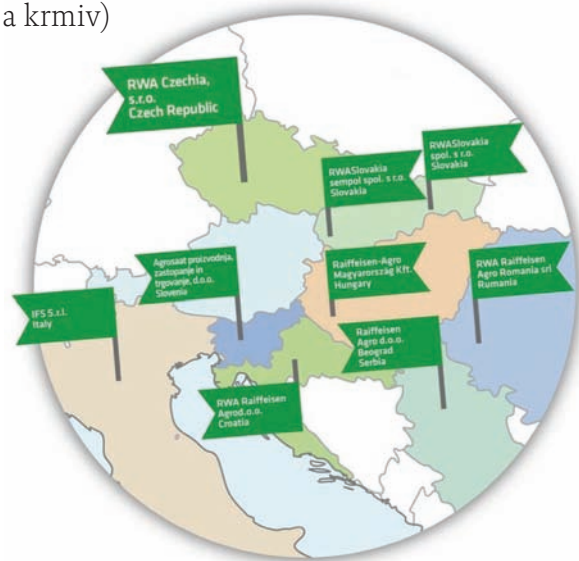 a krmiv)
RWA Czechia,
s.r.o.
Czech Republic
RWASlovakia
spol. s r.o.
Slovakia
RWASlovakia
sempol spol. s r.o.
Slovakia
Agrosaat proizvodnja,
zastopanje in
trgovanje, d.o.o.
Slovenia
Raiffeisen-Agro
Magyarország Kft.
Hungary
RWA Raiffeisen
Agro Romania srl
Rumania
IFS S.r.l.
Italy
Raiffeisen
Agro d.o.o.
Beograd
Serbia
RWA Raiffeisen
Agrod.o.o.
Croatia